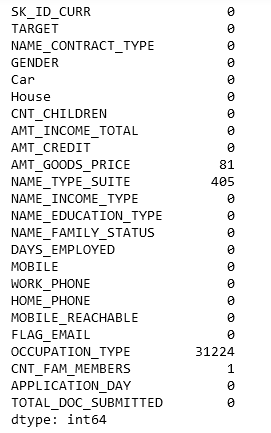 SK_ID_CURR 0
TARGET 0
NAME_CONTRACT_TYPE 0
GENDER 0
Car 0
House 0
CNT_CHILDREN 0
AMT_INCOME_TOTAL 0
AMT_CREDIT 0
AMT_GOODS_PRICE 81
NAME_TYPE_SUITE 405
NAME_INCOME_TYPE 0
NAME_EDUCATION_TYPE 0
NAME_FAMILY_STATUS 0
DAYS_EMPLOYED 0
MOBILE 0
WORK_PHONE 0
HOME_PHONE 0
MOBILE_REACHABLE 0
FLAG_EMAIL 0
OCCUPATION_TYPE 31224
CNT_FAM_MEMBERS 1
APPLICATION_DAY 0
TOTAL_DOC_SUBMITTED 0
dtype: int64